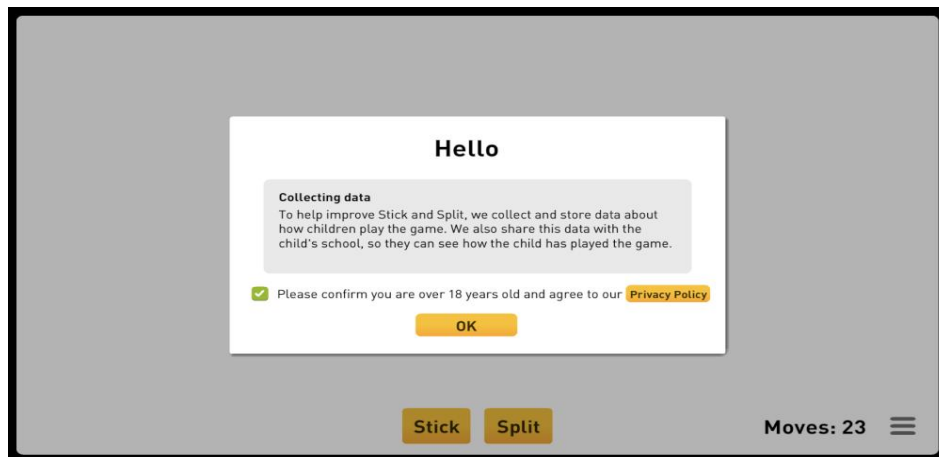 Hello
Collecting data
To help improve Stick and Split, we collect and store data about
how children play the game. We also share this data with the
child's school, so they can see how the child has played the game.
Please confirm you are over 18 years old and agree to our Privacy Policy
OK
Stick Split Moves: 23